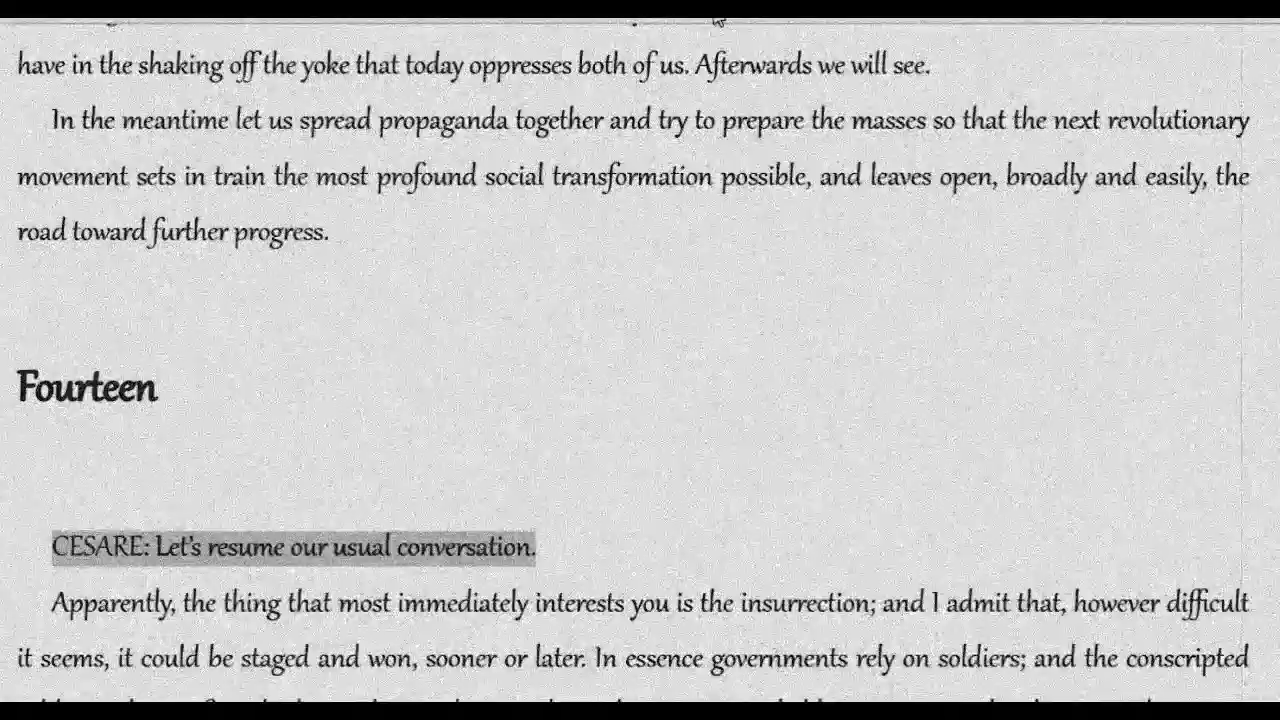 have in the shaking off the yoke that today oppresses both of us. Afterwards we will see.
In the meantime let us spread propaganda together and try to prepare the masses so that the next revolutionary
movement sets in train the most profound social transformation possible, and leaves open, broadly and easily, the
road toward further progress.
Fourteen
CESARE: Let's resume our usual conversation.
Apparently, the thing that most immediately interests you is the insurrection; and I admit that, however difficult
it seems, it could be staged and won, sooner or later. In essence governments rely on soldiers; and the conscripted